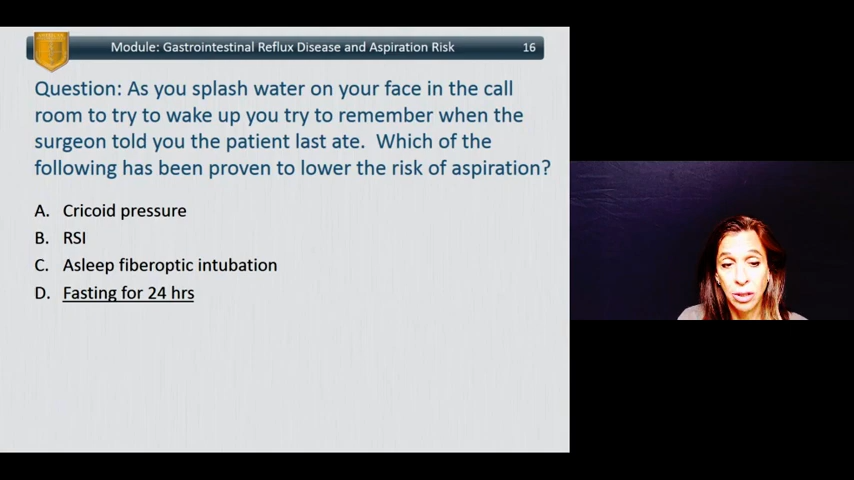 Module: Gastrointestinal Reflux Disease and Aspiration Risk 16
Question: As you splash water on your face in the call
room to try to wake up you try to remember when the
surgeon told you the patient last ate. Which of the
following has been proven to lower the risk of aspiration?
A. Cricoid pressure
B. RSI
C. Asleep fiberoptic intubation
D. Fasting for 24 hrs